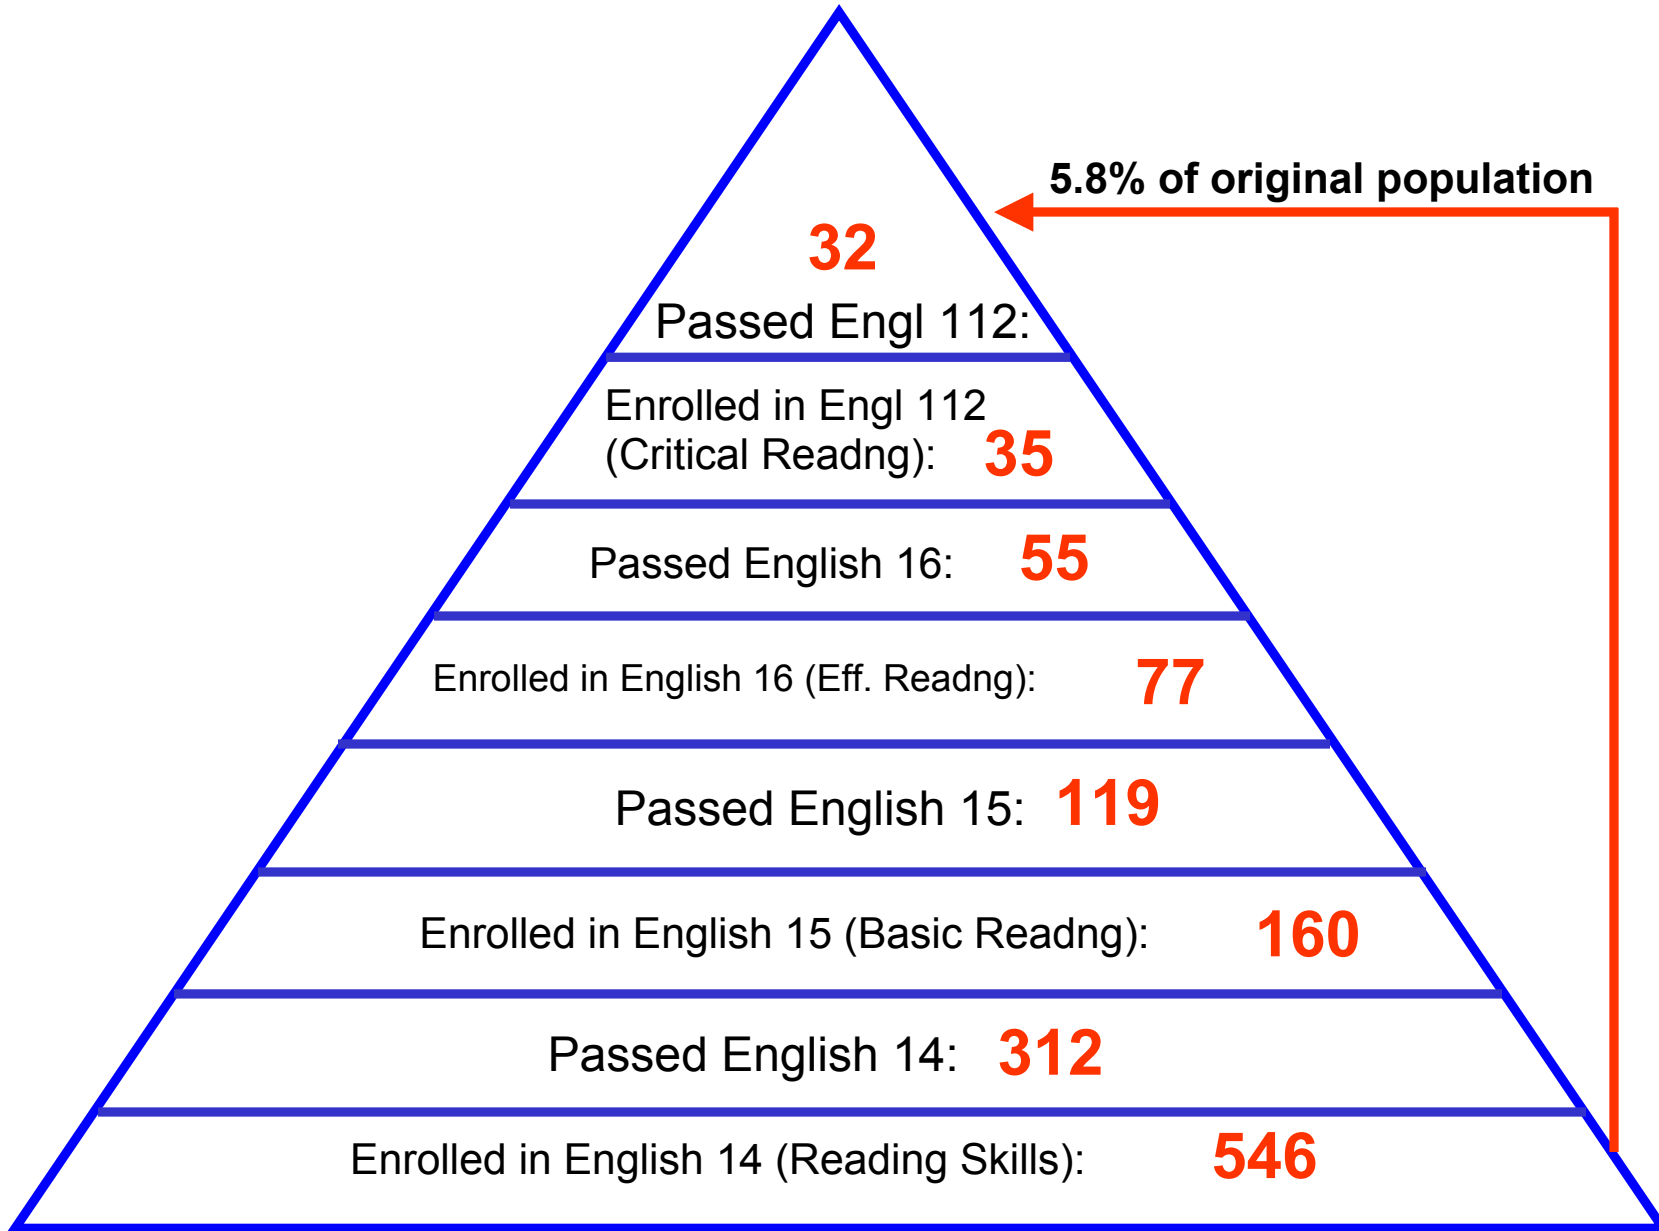 5.8% of original population
32
Passed Engl 112:
Enrolled in Engl 112
(Critical Readng): 35
Passed English 16: 55
Enrolled in English 16 (Eff. Readng): 77
Passed English 15: 119
Enrolled in English 15 (Basic Readng): 160
Passed English 14: 312
Enrolled in English 14 (Reading Skills): 546